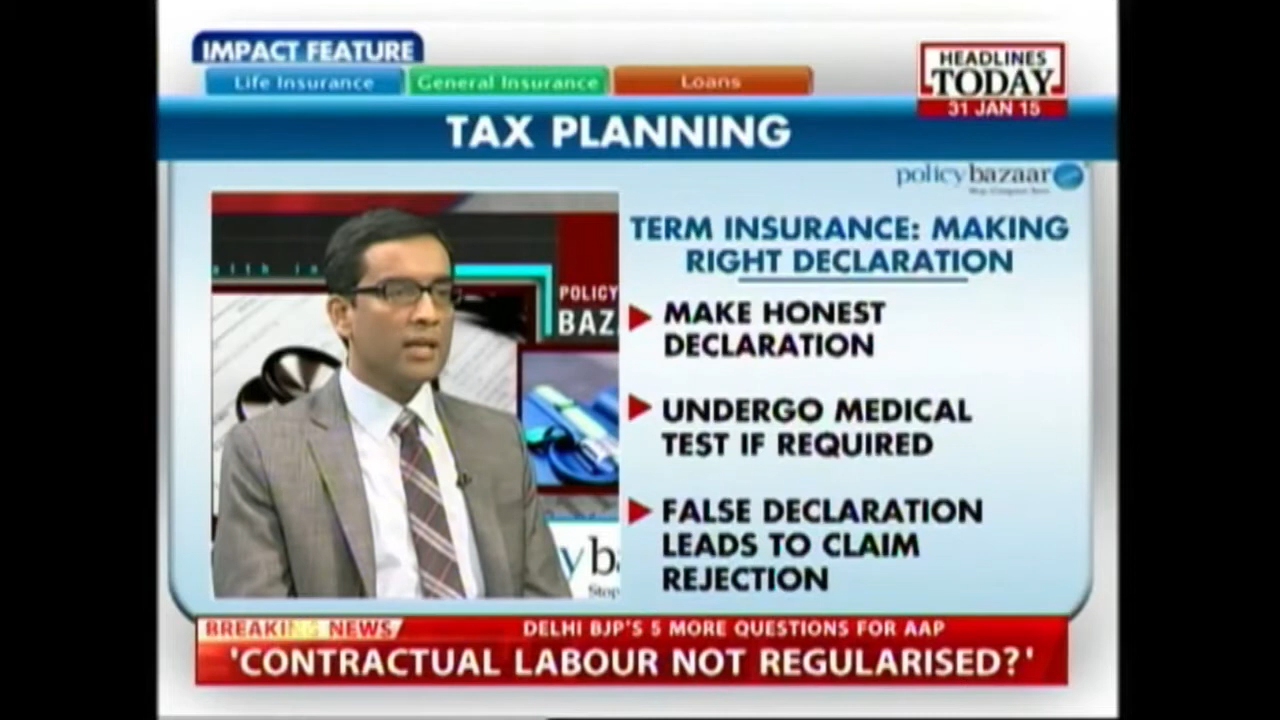 IMPACT FEATURE
Life Insurance
General Insurance
Loans
HEADLINES
TODAY
31 JAN 15
TAX PLANNING
policybazaar
TERM INSURANCE: MAKING
RIGHT DECLARATION
POLICY
BAZ
MAKE HONEST
DECLARATION
UNDERGO MEDICAL
TEST IF REQUIRED
FALSE DECLARATION
LEADS TO CLAIM
REJECTION
yb
Stop
BREAKING NEWS
DELHI BJP'S 5 MORE QUESTIONS FOR AAP
'CONTRACTUAL LABOUR NOT REGULARISED?'